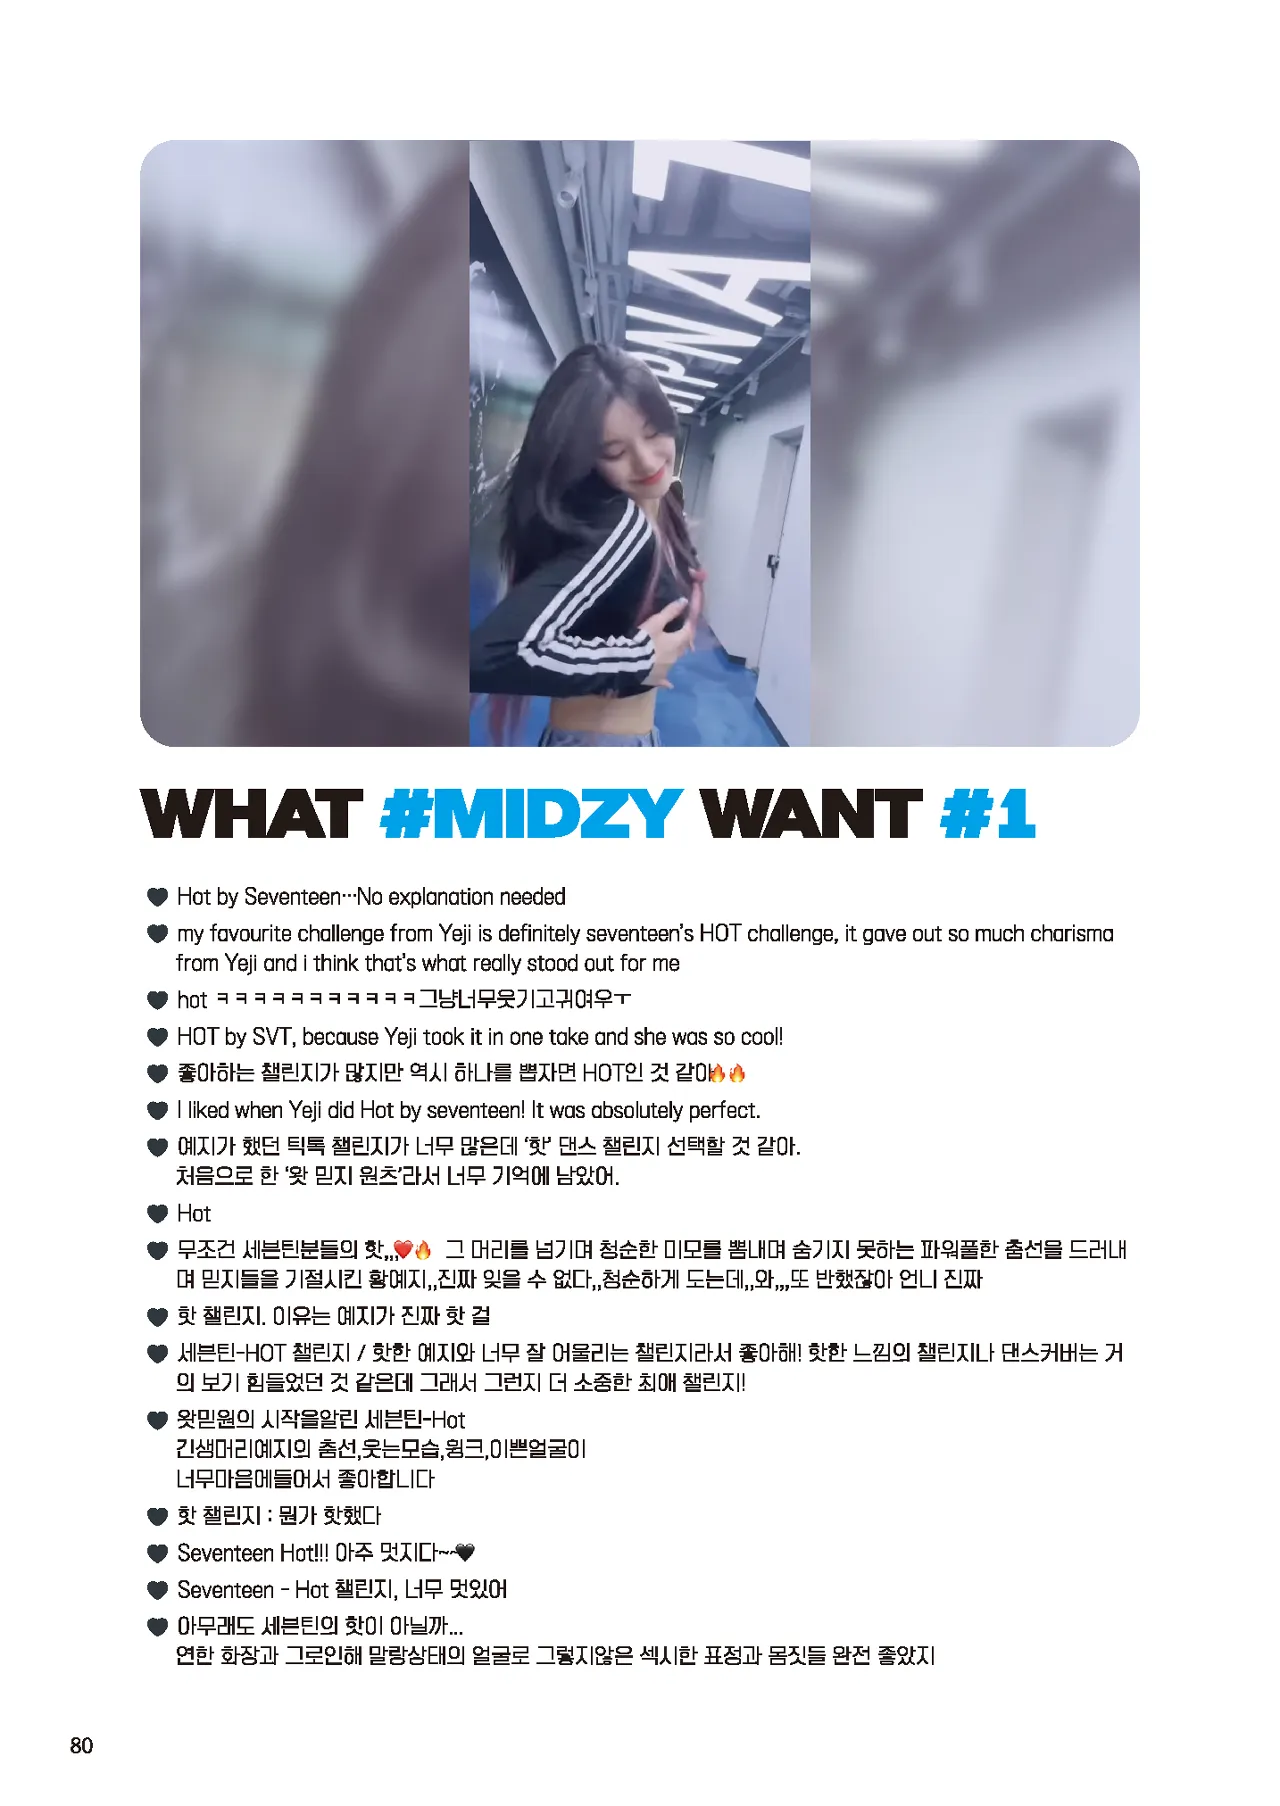 WHAT #MIDZY WANT #1
🖤 Hot by Seventeen…No explanation needed
🖤 my favourite challenge from Yeji is definitely seventeen's HOT challenge, it gave out so much charisma
from Yeji and i think that's what really stood out for me
🖤 hot ㅋㅋㅋㅋㅋㅋㅋㅋㅋㅋㅋ그냥너무웃기고귀여우ㅜ
🖤 HOT by SVT, because Yeji took it in one take and she was so cool!
🖤 좋아하는 챌린지가 많지만 역시 하나를 뽑자면 HOT인 것 같아🔥🔥
🖤 I liked when Yeji did Hot by seventeen! It was absolutely perfect.
🖤 예지가 했던 틱톡 챌린지가 너무 많은데 '핫' 댄스 챌린지 선택할 것 같아.
처음으로 한 '왓 믿지 원츠'라서 너무 기억에 남았어.
🖤 Hot
🖤 무조건 세븐틴분들의 핫,,,❤️🔥 그 머리를 넘기며 청순한 미모를 뽐내며 숨기지 못하는 파워풀한 춤선을 드러내
며 믿지들을 기절시킨 황예지,,진짜 잊을 수 없다,,청순하게 도는데,,와,,,또 반했잖아 언니 진짜
🖤 핫 챌린지. 이유는 예지가 진짜 핫 걸
🖤 세븐틴-HOT 챌린지 / 핫한 예지와 너무 잘 어울리는 챌린지라서 좋아해! 핫한 느낌의 챌린지나 댄스커버는 거
의 보기 힘들었던 것 같은데 그래서 그런지 더 소중한 최애 챌린지!
🖤 왓믿원의 시작을알린 세븐틴-Hot
긴생머리예지의 춤선,웃는모습,윙크,이쁜얼굴이
너무마음에들어서 좋아합니다
🖤 핫 챌린지 : 뭔가 핫했다
🖤 Seventeen Hot!!! 아주 멋지다~~🖤
🖤 Seventeen - Hot 챌린지, 너무 멋있어
🖤 아무래도 세븐틴의 핫이 아닐까...
연한 화장과 그로인해 말랑상태의 얼굴로 그렇지않은 섹시한 표정과 몸짓들 완전 좋았지
80